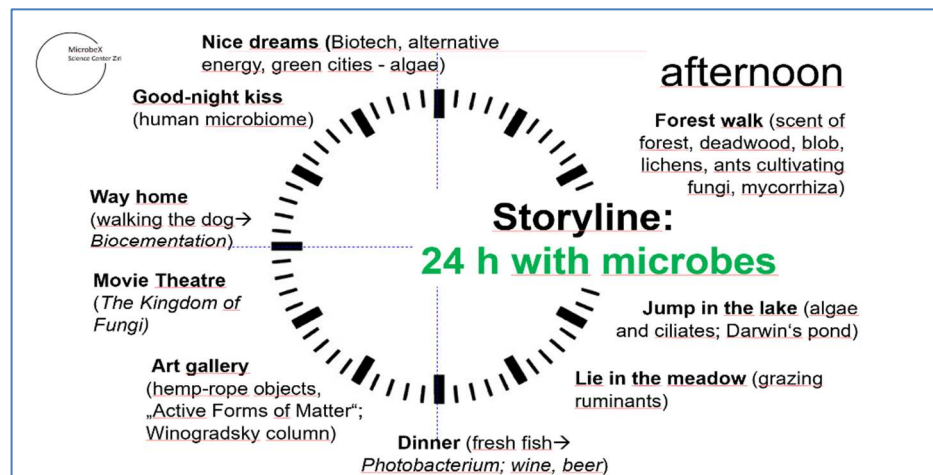 MicrobeX
Science Center Ziri
Nice dreams (Biotech, alternative
energy, green cities - algae)
afternoon
Good-night kiss
(human microbiome)
Forest walk (scent of
forest, deadwood, blob,
lichens, ants cultivating
fungi, mycorrhiza)
Way home
(walking the dog→
Biocementation)
Storyline:
24 h with microbes
Movie Theatre
(The Kingdom of
Fungi)
Jump in the lake (algae
and ciliates; Darwin‘s pond)
Art gallery
(hemp-rope objects,
„Active Forms of Matter“;
Winogradsky column)
Lie in the meadow (grazing
ruminants)
Dinner (fresh fish→
Photobacterium; wine, beer)